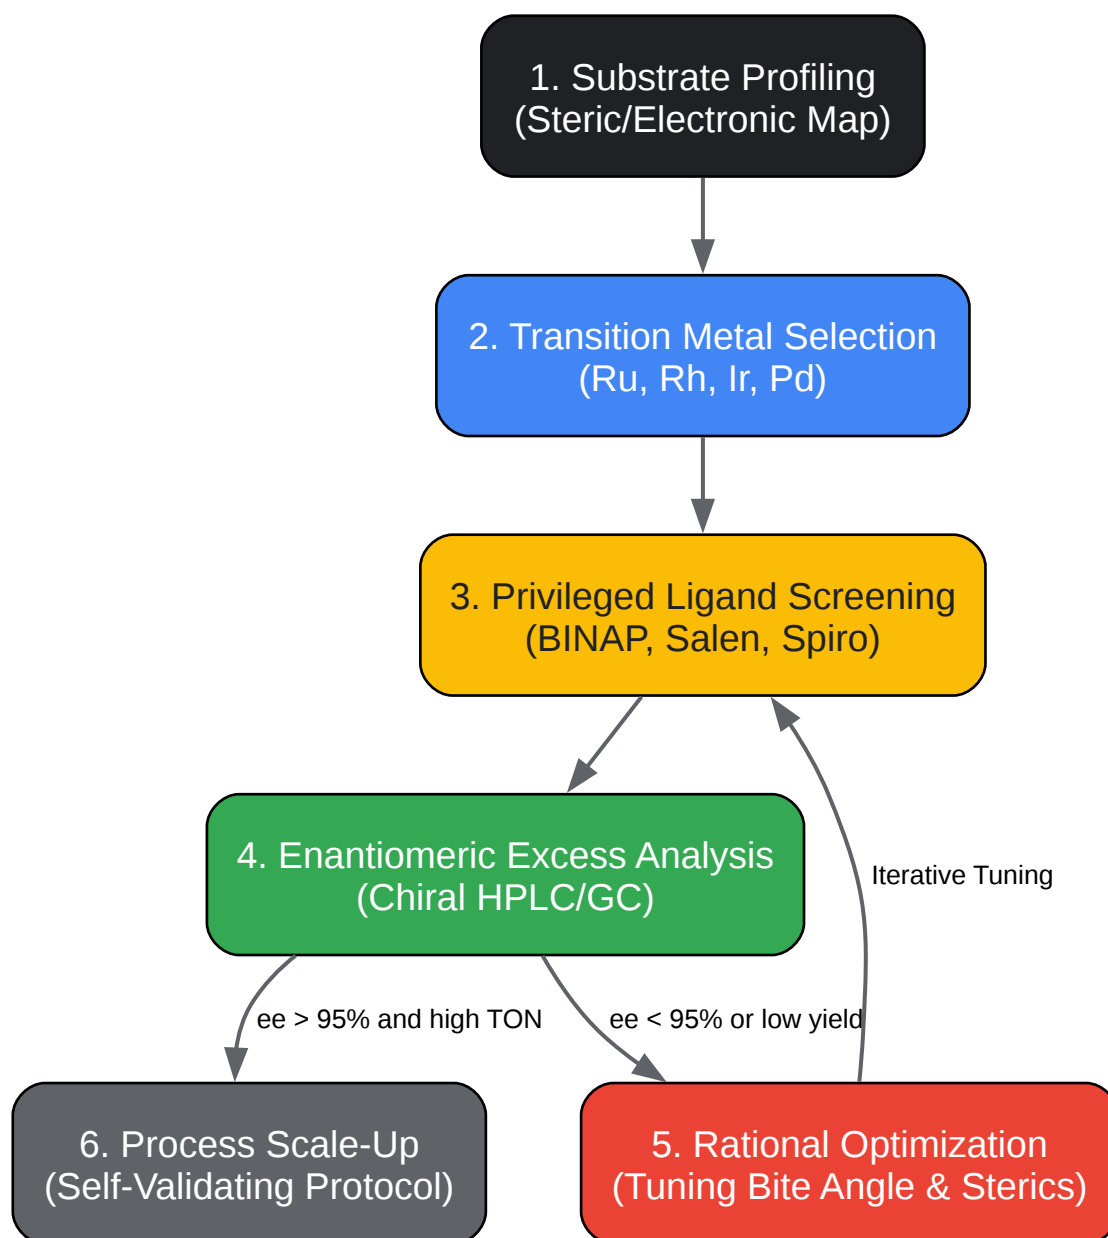 1. Substrate Profiling
(Steric/Electronic Map)
2. Transition Metal Selection
(Ru, Rh, Ir, Pd)
3. Privileged Ligand Screening
(BINAP, Salen, Spiro)
4. Enantiomeric Excess Analysis
(Chiral HPLC/GC)
Iterative Tuning
ee > 95% and high TON
ee < 95% or low yield
6. Process Scale-Up
(Self-Validating Protocol)
5. Rational Optimization
(Tuning Bite Angle & Sterics)